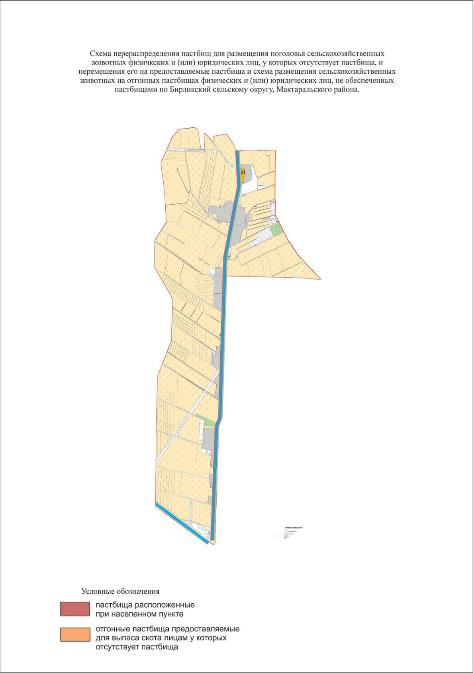 Схема перераспределения пастбищ для размещения поголовья сельскохозяйственных
животных физических и (или) юридических лиц, у которых отсутствует пастбища, и
перемещения его на предоставляемые пастбища и схема размещения сельскохозяйственных
животных на отгонных пастбищах физических и (или) юридических лиц, не обеспеченных
пастбищами по Бирликский сельскому округу, Мактаральского района.
Условные обозначения
пастбища расположенные
при населенном пункте
отгонные пастбища предоставляемые
для выпаса скота лицам у которых
отсутствует пастбища